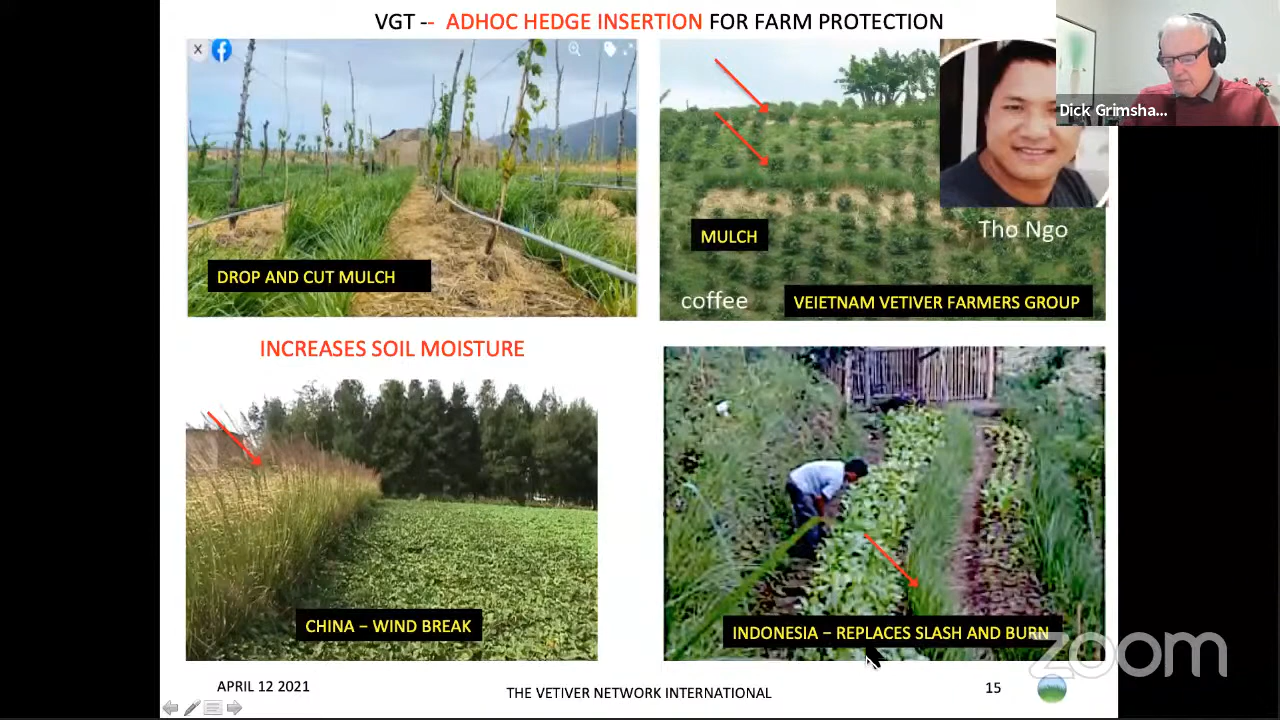 VGT -- ADHOC HEDGE INSERTION FOR FARM PROTECTION
X
Dick Grimsha...
DROP AND CUT MULCH
MULCH
Tho Ngo
coffee
VEIETNAM VETIVER FARMERS GROUP
INCREASES SOIL MOISTURE
CHINA – WIND BREAK
INDONESIA – REPLACES SLASH AND BURN
zoom
APRIL 12 2021
THE VETIVER NETWORK INTERNATIONAL
15